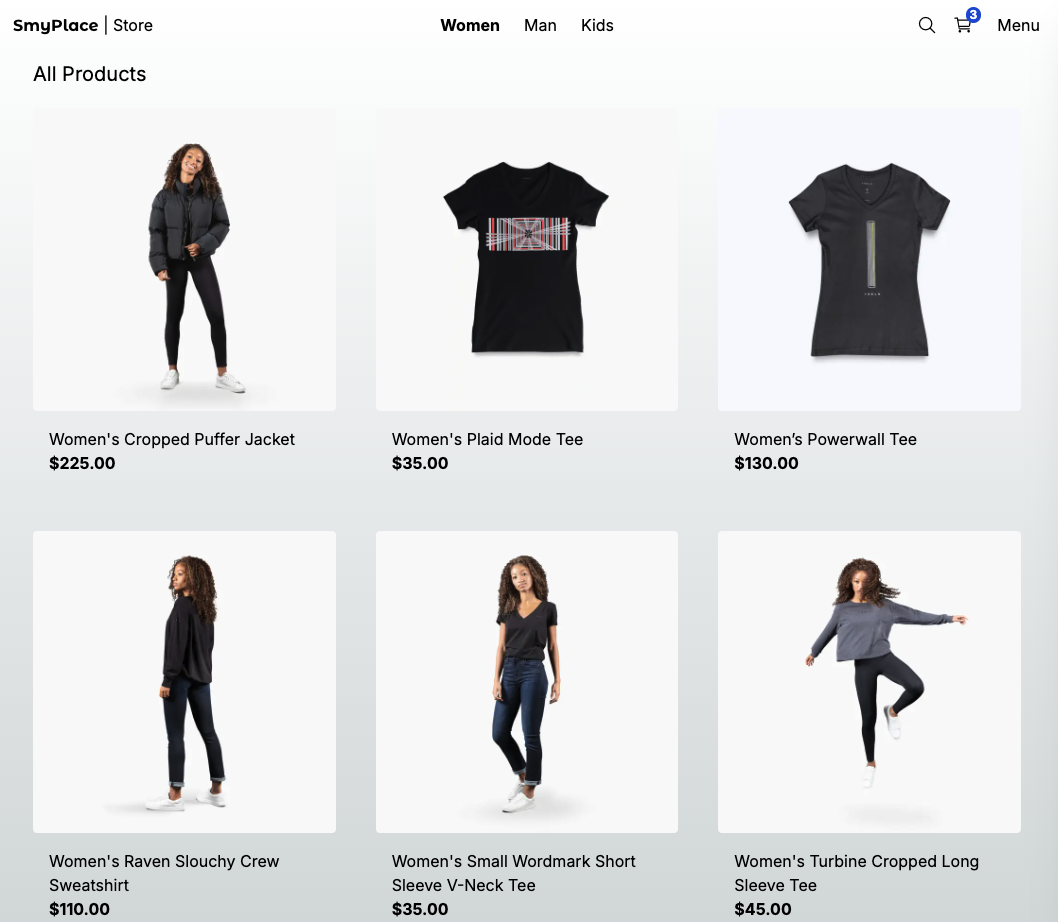 SmyPlace | Store
Women Man Kids
3
Menu
All Products
Women's Cropped Puffer Jacket
$225.00
Women's Plaid Mode Tee
$35.00
Women’s Powerwall Tee
$130.00
Women's Raven Slouchy Crew
Sweatshirt
$110.00
Women's Small Wordmark Short
Sleeve V-Neck Tee
$35.00
Women's Turbine Cropped Long
Sleeve Tee
$45.00